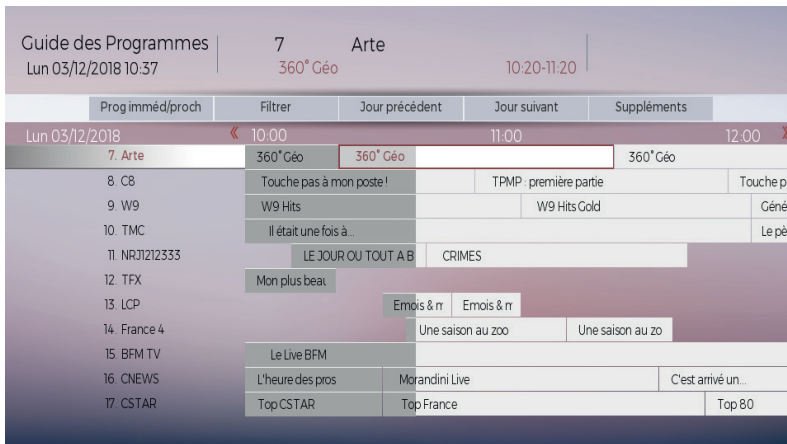 Guide des Programmes 7 Arte
Lun 03/12/2018 10:37 360° Géo 10:20-11:20
Prog imméd/proch Filtrer Jour précédent Jour suivant Suppléments
Lun 03/12/2018 « 10:00 11:00 12:00
7. Arte 360° Géo 360° Géo 360° Géo
8. C8 Touche pas à mon poste ! TPMP : première partie Touche p
9. W9 W9 Hits W9 Hits Gold Géné
10. TMC Il était une fois à... Le pè
11. NRJ1212333 LE JOUR OU TOUT A B CRIMES
12. TFX Mon plus beau
13. LCP Emois & m Emois & m
14. France 4 Une saison au zoo Une saison au zo
15. BFM TV Le Live BFM
16. CNEWS L'heure des pros Morandini Live C'est arrivé un...
17. CSTAR Top CSTAR Top France Top 80